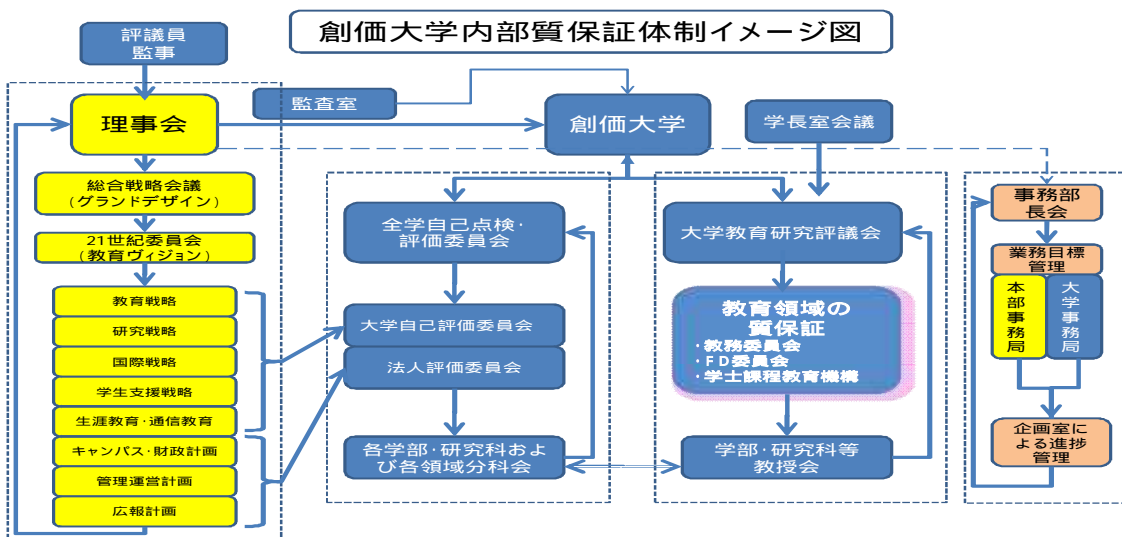 創価大学内部質保証体制イメージ図
評議員
監事
監査室
理事会
創価大学
学長室会議
総合戦略会議
(グランドデザイン)
21世紀委員会
(教育ヴィジョン)
教育戦略
研究戦略
国際戦略
学生支援戦略
生涯教育・通信教育
キャンパス・財政計画
管理運営計画
広報計画
全学自己点検・
評価委員会
大学自己評価委員会
法人評価委員会
各学部・研究科およ
び各領域分科会
大学教育研究評議会
教育領域の
質保証
・教務委員会
・FD委員会
・学士課程教育機構
学部・研究科等
教授会
事務部
長会
業務目標
管理
本部事務局
大学事務局
企画室に
よる進捗
管理